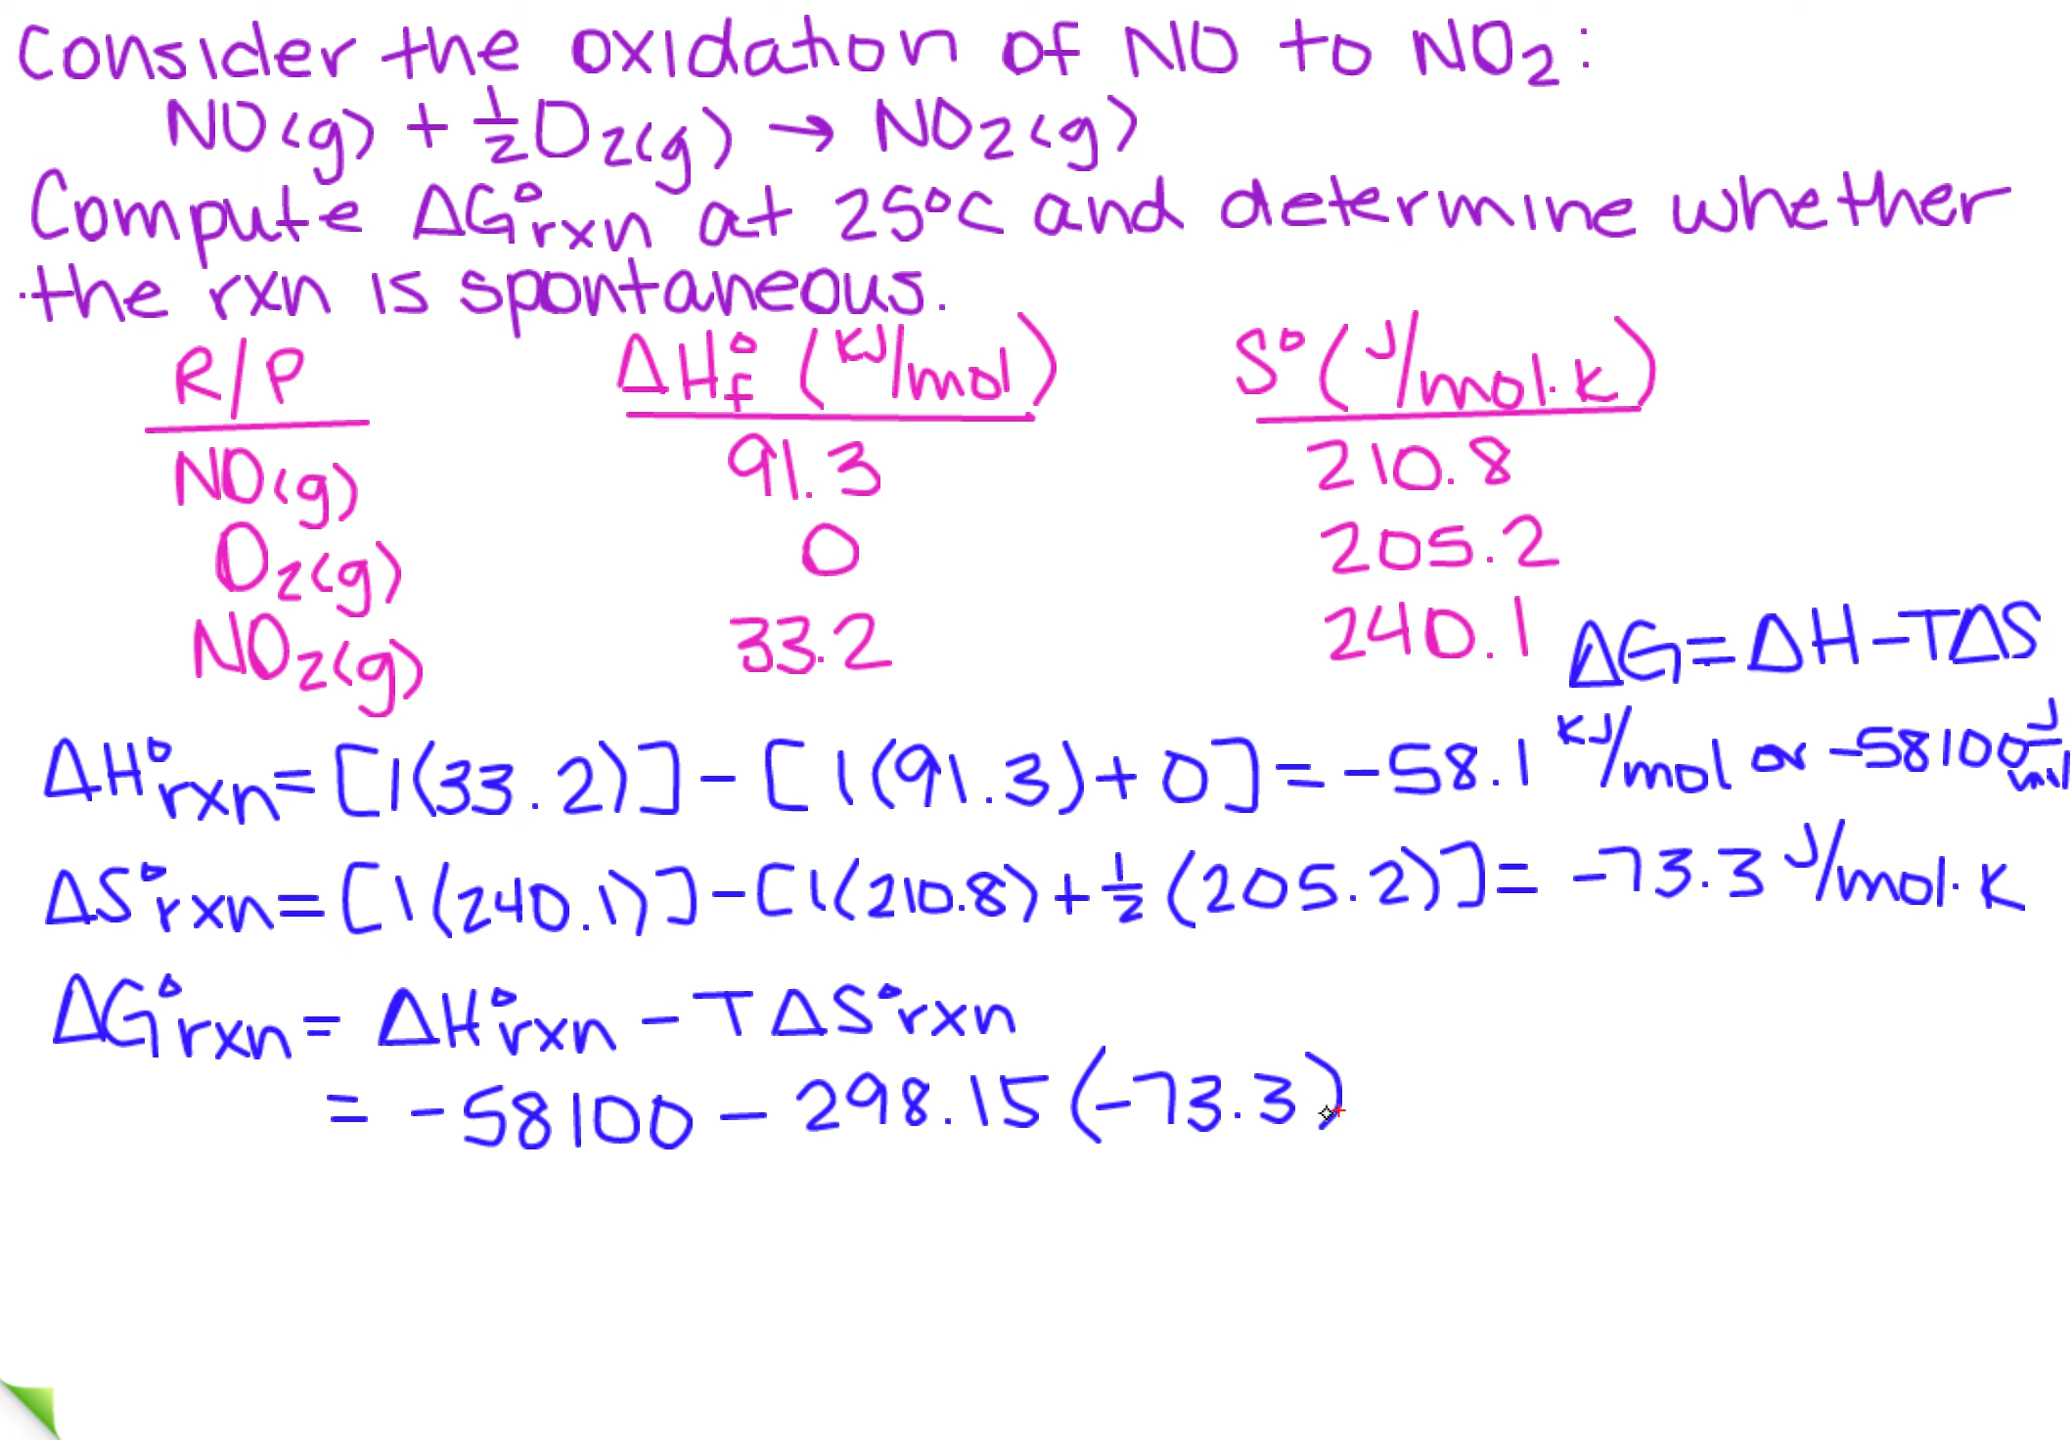 Consider the oxidation of NO to NO₂:
NO(g) + ½O₂(g) → NO₂(g)
Compute ΔG°rxn at 25°C and determine whether
the rxn is spontaneous.
R/P ΔH°f (kJ/mol) S° (J/mol·K)
NO(g) 91.3 210.8
O₂(g) 0 205.2
NO₂(g) 33.2 240.1
ΔG = ΔH - TΔS
ΔH°rxn = [1(33.2)] - [1(91.3) + 0] = -58.1 kJ/mol or -58100 J/mol
ΔS°rxn = [1(240.1)] - [1(210.8) + ½(205.2)] = -73.3 J/mol·K
ΔG°rxn = ΔH°rxn - TΔS°rxn
= -58100 - 298.15(-73.3)